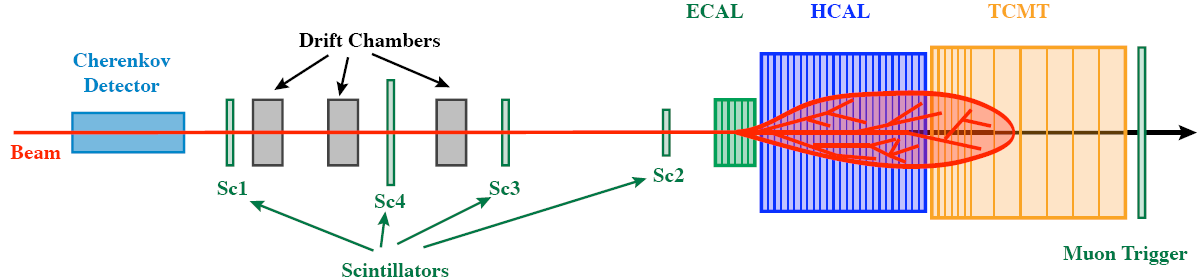 ECAL
HCAL
TCMT
Drift Chambers
Cherenkov
Detector
Beam
Sc1
Sc4
Sc3
Sc2
Muon Trigger
Scintillators